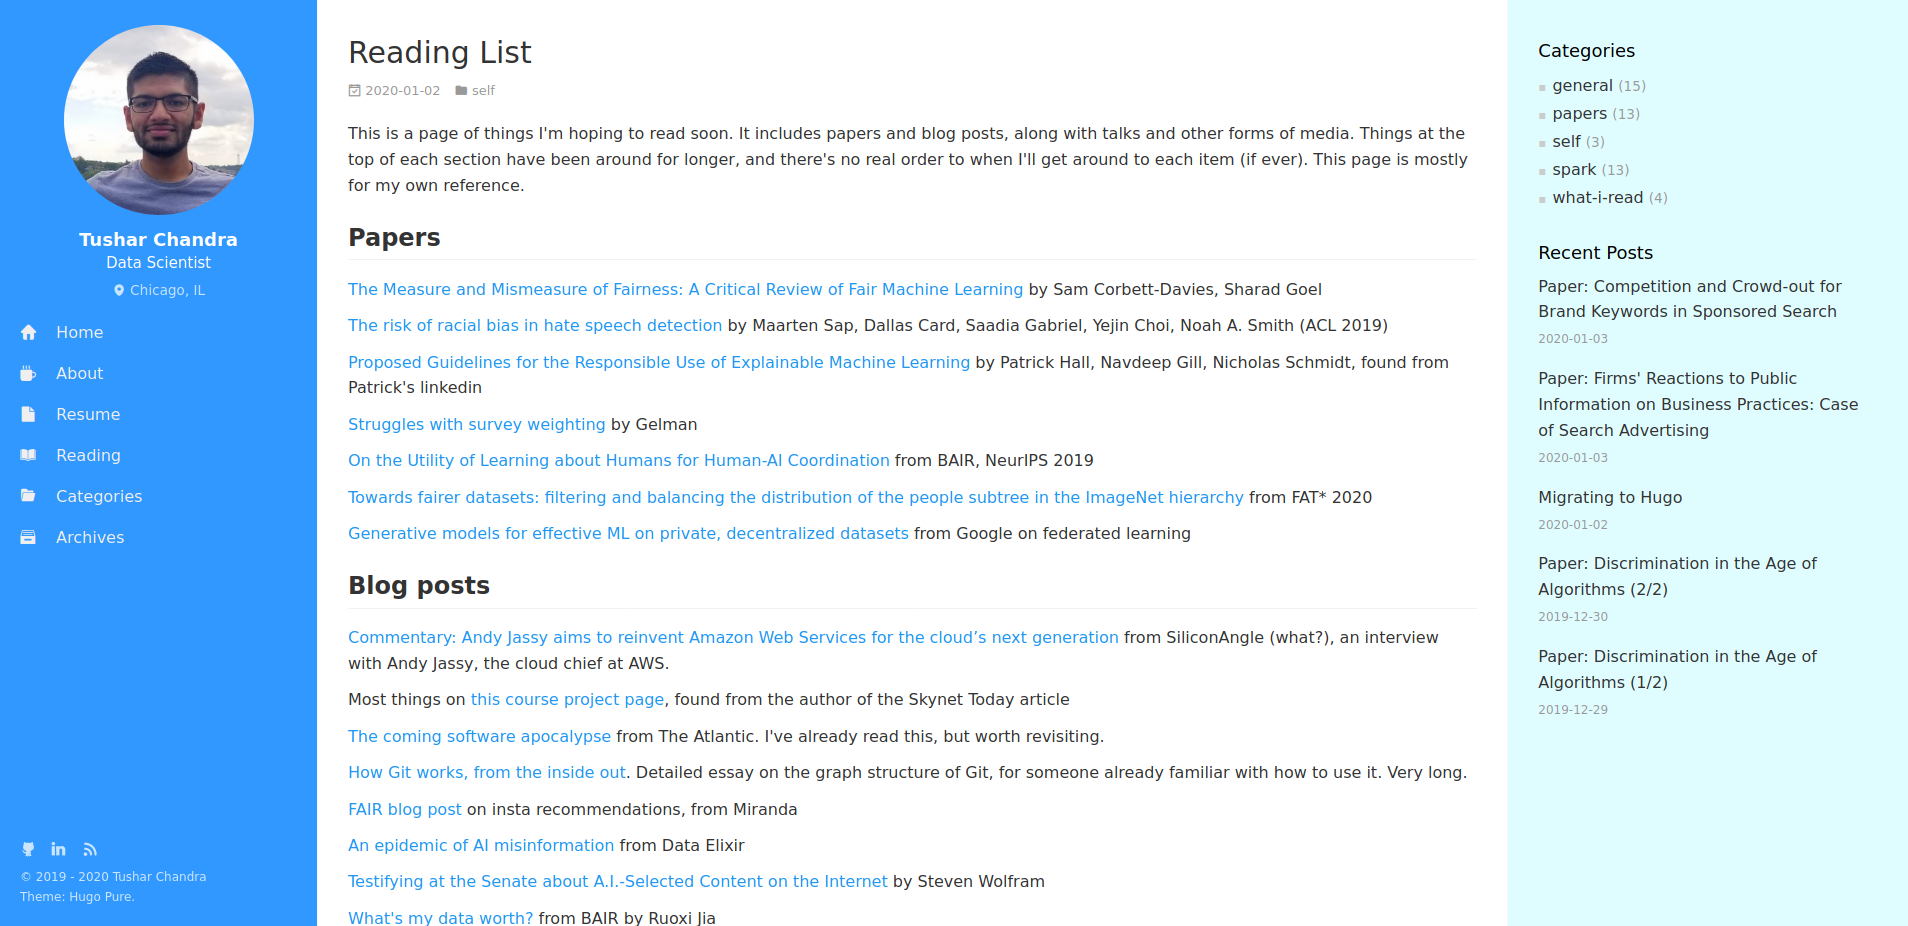 Tushar Chandra
Data Scientist
Chicago, IL
Home
About
Resume
Reading
Categories
Archives
© 2019 - 2020 Tushar Chandra
Theme: Hugo Pure.
Reading List
2020-01-02 self
This is a page of things I'm hoping to read soon. It includes papers and blog posts, along with talks and other forms of media. Things at the
top of each section have been around for longer, and there's no real order to when I'll get around to each item (if ever). This page is mostly
for my own reference.
Papers
The Measure and Mismeasure of Fairness: A Critical Review of Fair Machine Learning by Sam Corbett-Davies, Sharad Goel
The risk of racial bias in hate speech detection by Maarten Sap, Dallas Card, Saadia Gabriel, Yejin Choi, Noah A. Smith (ACL 2019)
Proposed Guidelines for the Responsible Use of Explainable Machine Learning by Patrick Hall, Navdeep Gill, Nicholas Schmidt, found from
Patrick's linkedin
Struggles with survey weighting by Gelman
On the Utility of Learning about Humans for Human-AI Coordination from BAIR, NeurIPS 2019
Towards fairer datasets: filtering and balancing the distribution of the people subtree in the ImageNet hierarchy from FAT* 2020
Generative models for effective ML on private, decentralized datasets from Google on federated learning
Blog posts
Commentary: Andy Jassy aims to reinvent Amazon Web Services for the cloud’s next generation from SiliconAngle (what?), an interview
with Andy Jassy, the cloud chief at AWS.
Most things on this course project page, found from the author of the Skynet Today article
The coming software apocalypse from The Atlantic. I've already read this, but worth revisiting.
How Git works, from the inside out. Detailed essay on the graph structure of Git, for someone already familiar with how to use it. Very long.
FAIR blog post on insta recommendations, from Miranda
An epidemic of AI misinformation from Data Elixir
Testifying at the Senate about A.I.-Selected Content on the Internet by Steven Wolfram
What's my data worth? from BAIR by Ruoxi Jia
Categories
general (15)
papers (13)
self (3)
spark (13)
what-i-read (4)
Recent Posts
Paper: Competition and Crowd-out for
Brand Keywords in Sponsored Search
2020-01-03
Paper: Firms' Reactions to Public
Information on Business Practices: Case
of Search Advertising
2020-01-03
Migrating to Hugo
2020-01-02
Paper: Discrimination in the Age of
Algorithms (2/2)
2019-12-30
Paper: Discrimination in the Age of
Algorithms (1/2)
2019-12-29